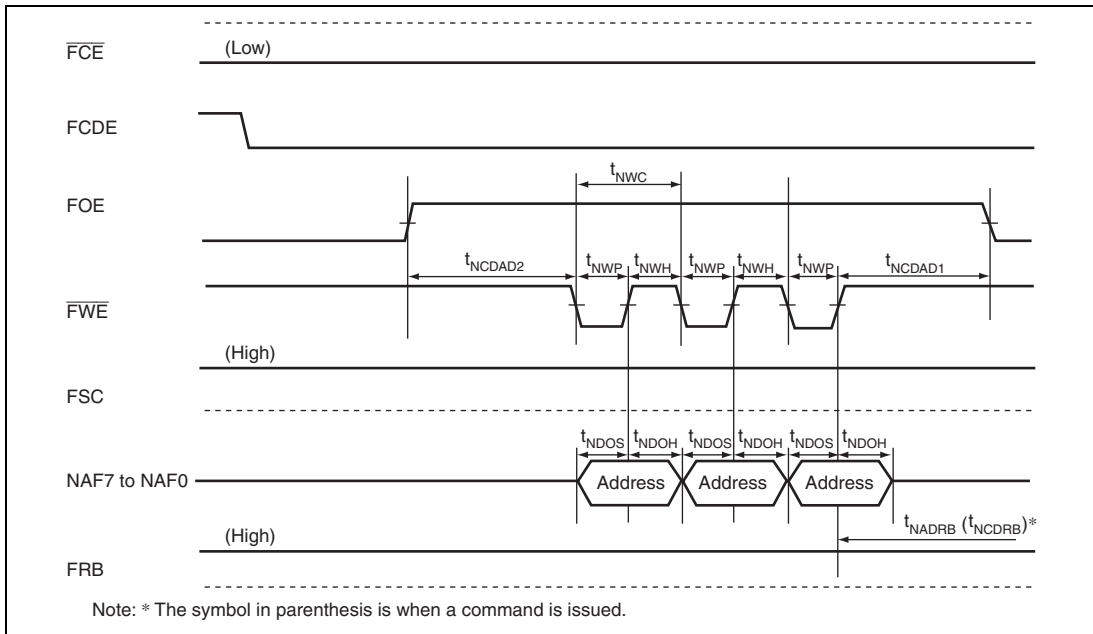 FCE (Low)
FCDE
tNWC
FOE
tNCDAD2 tNWP tNWH tNWP tNWH tNWP tNCDAD1
FWE
(High)
FSC
tNDOS tNDOH tNDOS tNDOH tNDOS tNDOH
NAF7 to NAF0 Address Address Address
tNADRB (tNCDRB)*
(High)
FRB
Note: * The symbol in parenthesis is when a command is issued.